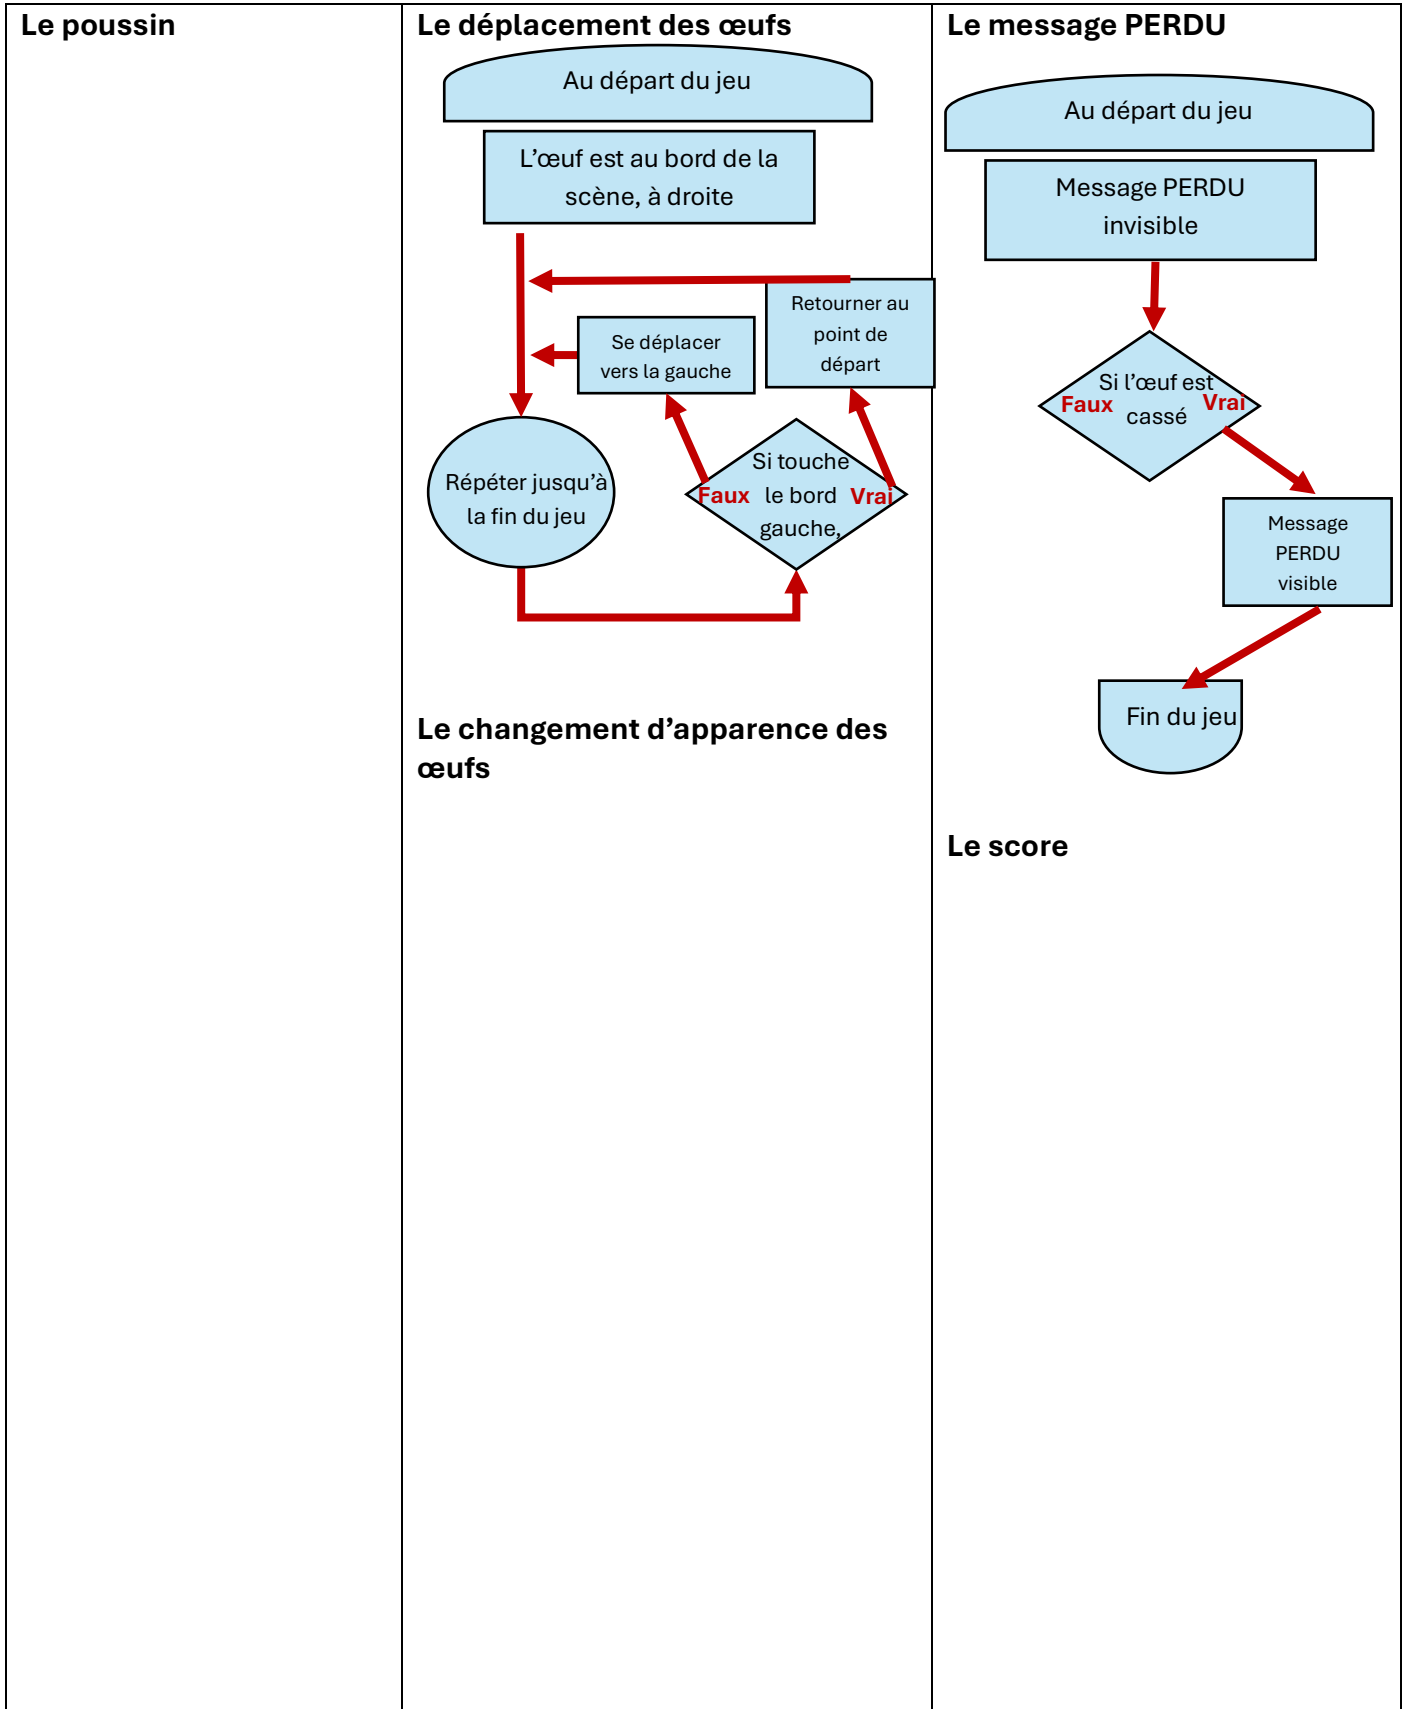 Le poussin
Le déplacement des œufs
Au départ du jeu
L’œuf est au bord de la
scène, à droite
Retourner au
point de
départ
Se déplacer
vers la gauche
Répéter jusqu’à
la fin du jeu
Si touche
Faux le bord Vrai
gauche,
Le changement d’apparence des
œufs
Le message PERDU
Au départ du jeu
Message PERDU
invisible
Si l’œuf est
Faux cassé Vrai
Message
PERDU
visible
Fin du jeu
Le score